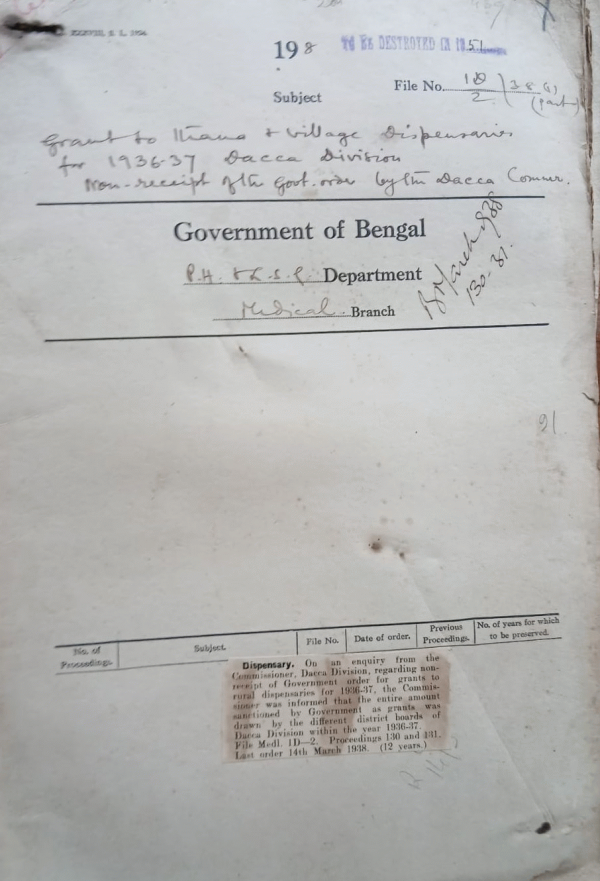 198
TO BE DESTROYED IN 1951
File No. 1D/2 38(1)
(part)
Subject
Grant to Thana & Village Dispensaries
for 1936-37 Dacca Division
Non-receipt of the Govt. order by the Dacca Commr.
Government of Bengal
P.H. & L.S.G. Department
Medical Branch
B March 1938
130-31.
91
No. of Proceedings.
Subject.
File No.
Date of order.
Previous Proceedings.
No. of years for which to be preserved.
Dispensary. On an enquiry from the
Commissioner, Dacca Division, regarding non-
receipt of Government order for grants to
rural dispensaries for 1936-37, the Commis-
sioner was informed that the entire amount
sanctioned by Government as grants was
drawn by the different district boards of
Dacca Division within the year 1936-37.
File Medl. 1D—2. Proceedings 130 and 131.
Last order 14th March 1938. (12 years.)